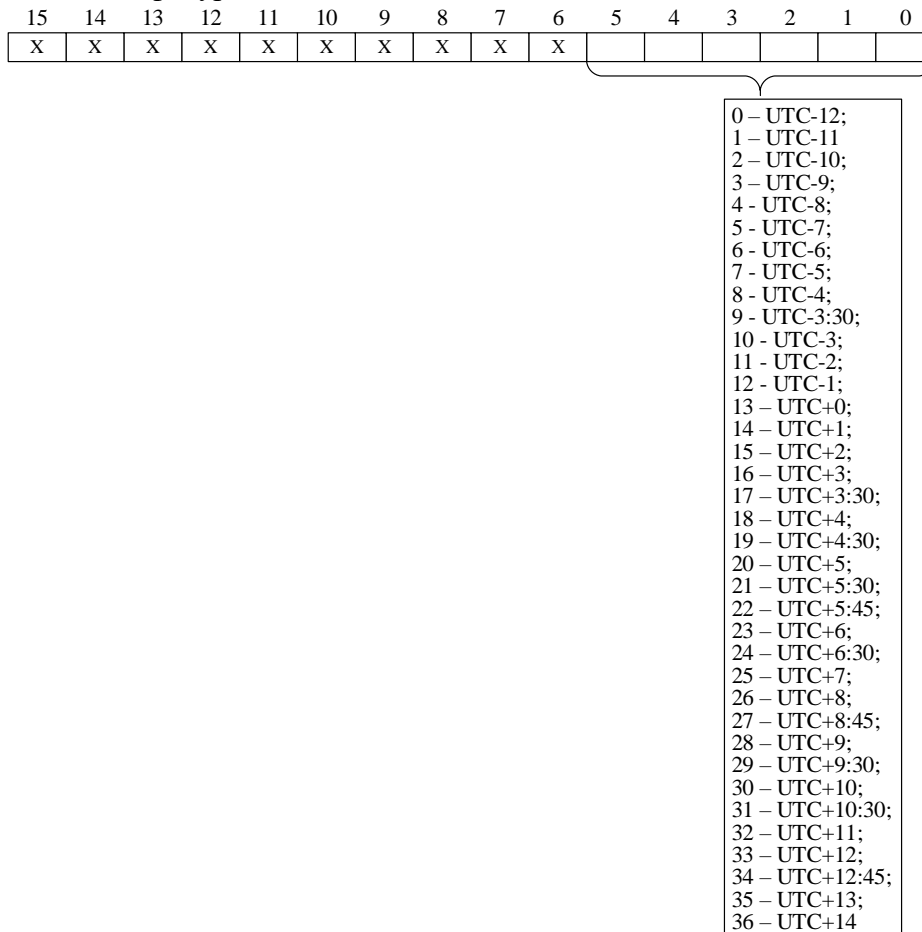 15 14 13 12 11 10 9 8 7 6 5 4 3 2 1 0
X X X X X X X X X X
0 – UTC-12;
1 – UTC-11
2 – UTC-10;
3 – UTC-9;
4 - UTC-8;
5 - UTC-7;
6 - UTC-6;
7 - UTC-5;
8 - UTC-4;
9 - UTC-3:30;
10 - UTC-3;
11 - UTC-2;
12 - UTC-1;
13 – UTC+0;
14 – UTC+1;
15 – UTC+2;
16 – UTC+3;
17 – UTC+3:30;
18 – UTC+4;
19 – UTC+4:30;
20 – UTC+5;
21 – UTC+5:30;
22 – UTC+5:45;
23 – UTC+6;
24 – UTC+6:30;
25 – UTC+7;
26 – UTC+8;
27 – UTC+8:45;
28 – UTC+9;
29 – UTC+9:30;
30 – UTC+10;
31 – UTC+10:30;
32 – UTC+11;
33 – UTC+12;
34 – UTC+12:45;
35 – UTC+13;
36 – UTC+14